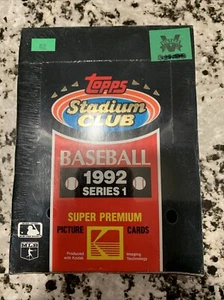 Topps
Stadium
CLUB
BASEBALL
1992
SERIES 1
SUPER PREMIUM
PICTURE
CARDS
Produced
with Kodak
Imaging
Technology